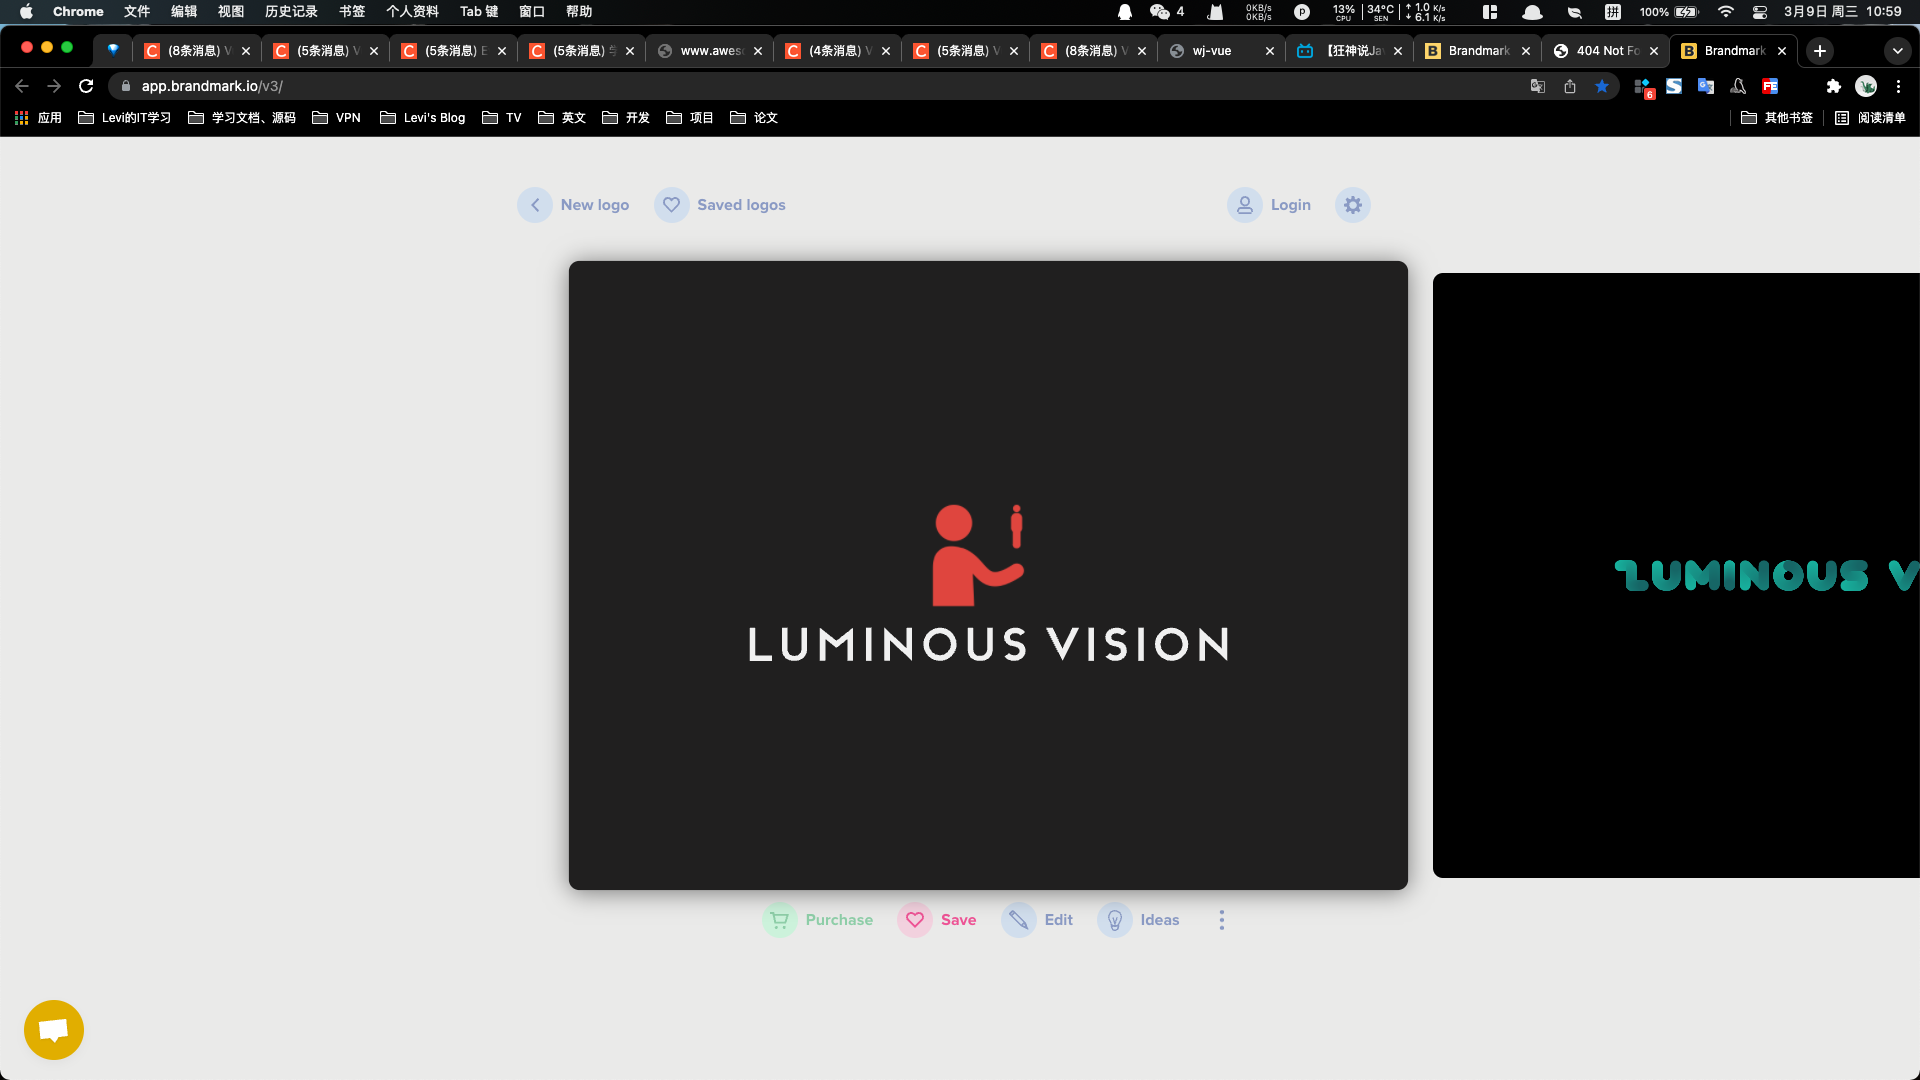 Chrome 文件 编辑 视图 历史记录 书签 个人资料 Tab 键 窗口 帮助 4 0KB/s 0KB/s 13% CPU 34°C SEN ↑ 1.0 K/s ↓ 6.1 K/s 拼 100% 3月9日 周三 10:59
(8条消息) V (5条消息) V (5条消息) E (5条消息) www.awes (4条消息) V (5条消息) V (8条消息) V wj-vue 【狂神说Ja Brandmark 404 Not Fo Brandmark
app.brandmark.io/v3/ 6
应用 Levi的IT学习 学习文档、源码 VPN Levi's Blog TV 英文 开发 项目 论文 其他书签 阅读清单
New logo Saved logos Login
LUMINOUS VISION
LUMINOUS V
Purchase Save Edit Ideas